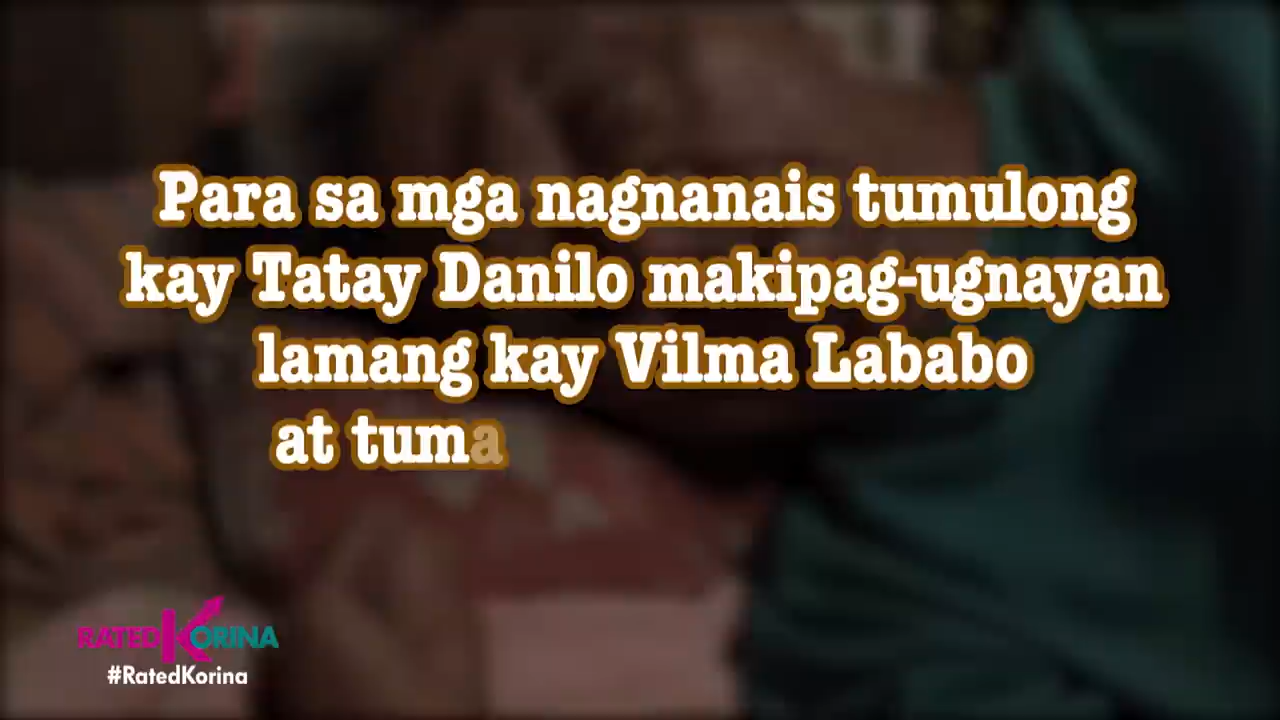 Para sa mga nagnanais tumulong
kay Tatay Danilo makipag-ugnayan
lamang kay Vilma Lababo
at tuma
RATED KORINA
#RatedKorina